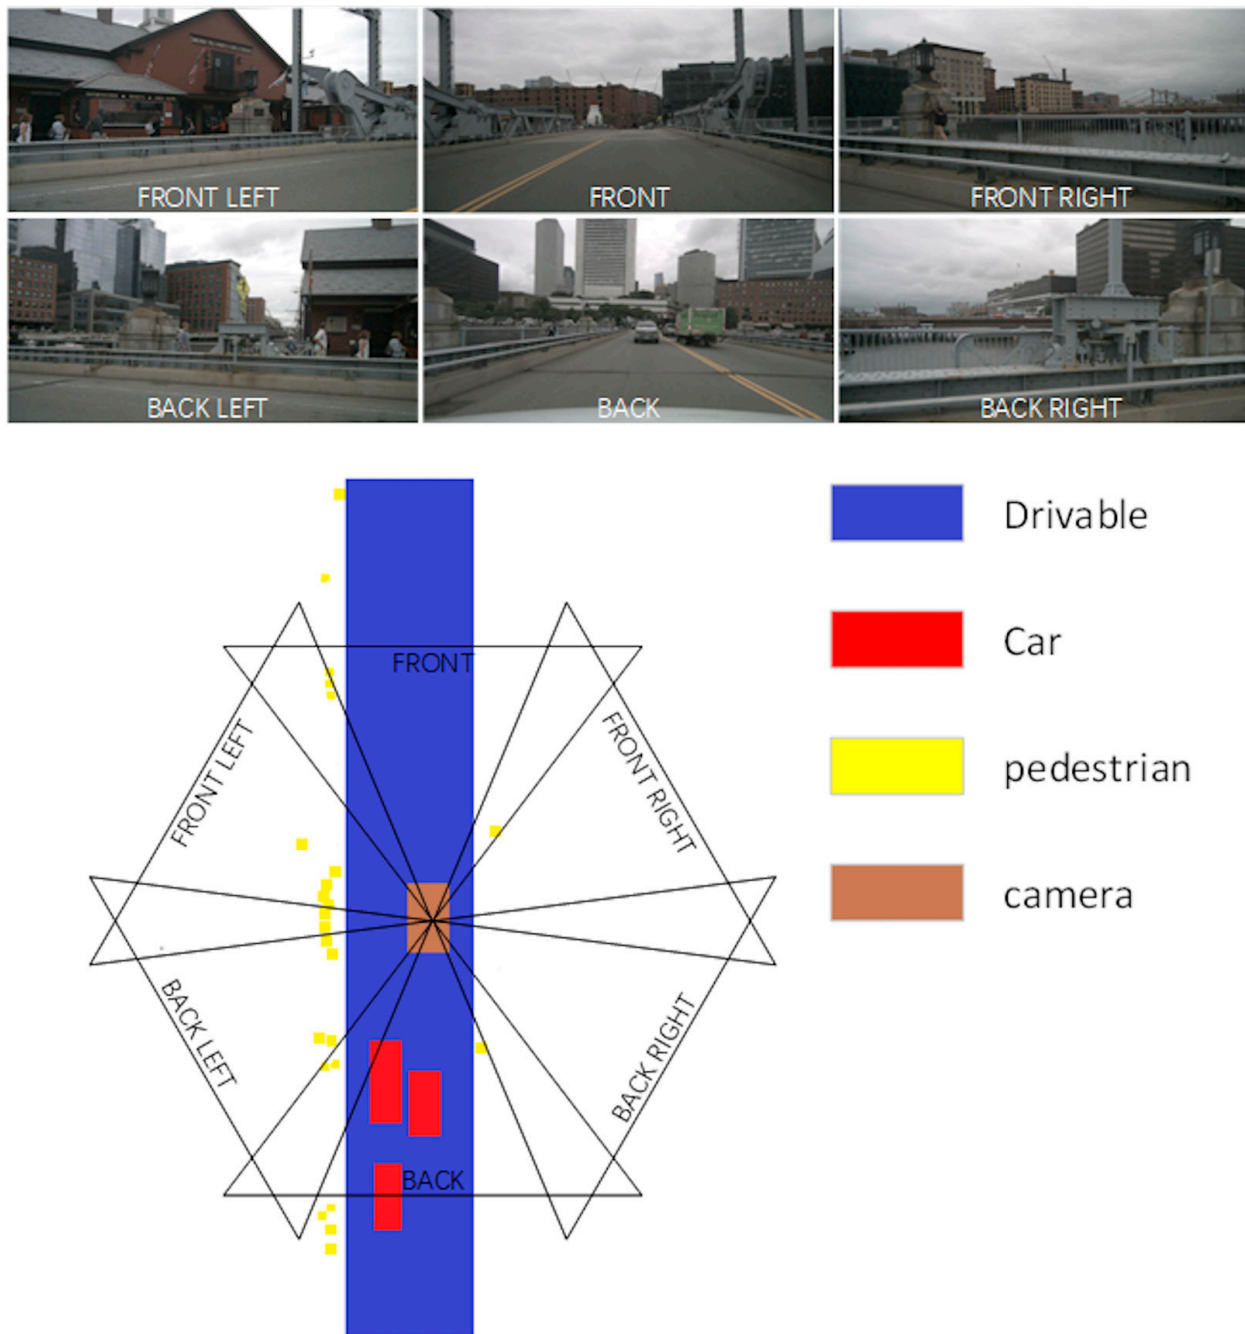 FRONT LEFT
FRONT
FRONT RIGHT
BACK LEFT
BACK
BACK RIGHT
Drivable
Car
pedestrian
camera
FRONT
FRONT LEFT
FRONT RIGHT
BACK LEFT
BACK RIGHT
BACK